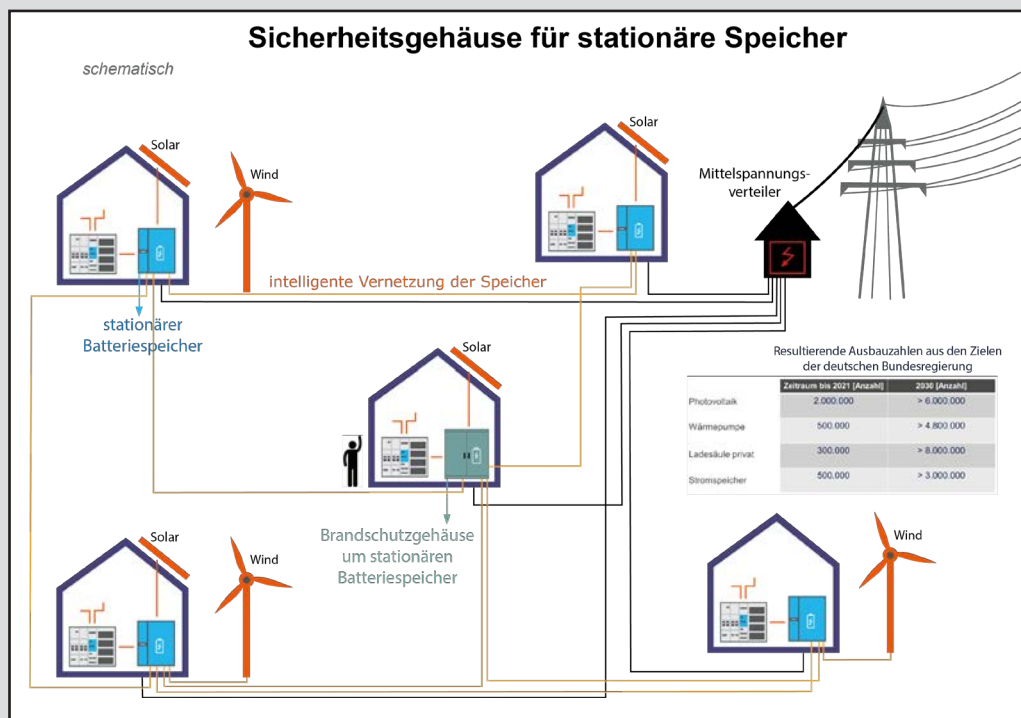 Sicherheitsgehäuse für stationäre Speicher
schematisch
Solar
Wind
Solar
Mittelspannungs-
verteiler
intelligente Vernetzung der Speicher
stationärer
Batteriespeicher
Solar
Resultierende Ausbauzahlen aus den Zielen
der deutschen Bundesregierung
Zeitraum bis 2021 [Anzahl] 2030 [Anzahl]
Photovoltaik 2.000.000 > 6.000.000
Wärmepumpe 500.000 > 4.800.000
Ladesäule privat 300.000 > 8.000.000
Stromspeicher 500.000 > 3.000.000
Brandschutzgehäuse
um stationären
Batteriespeicher
Solar
Wind
Wind